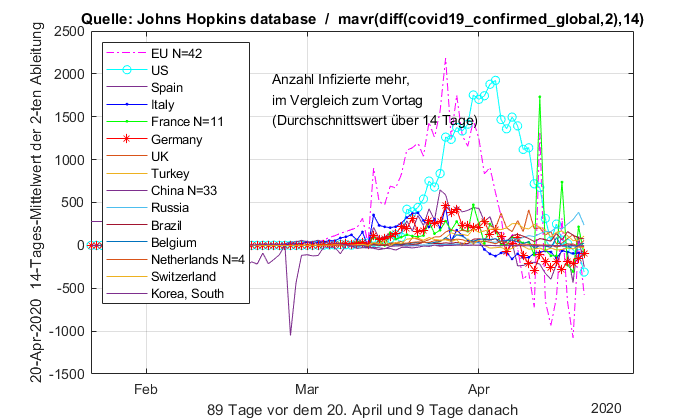 Quelle: Johns Hopkins database / mavr(diff(covid19_confirmed_global,2),14)
20-Apr-2020 14-Tages-Mittelwert der 2-ten Ableitung
2500
2000
1500
1000
500
0
-500
-1000
-1500
EU N=42
US
Spain
Italy
France N=11
Germany
UK
Turkey
China N=33
Russia
Brazil
Belgium
Netherlands N=4
Switzerland
Korea, South
Anzahl Infizierte mehr,
im Vergleich zum Vortag
(Durchschnittswert über 14 Tage)
Feb
Mar
Apr
2020
89 Tage vor dem 20. April und 9 Tage danach